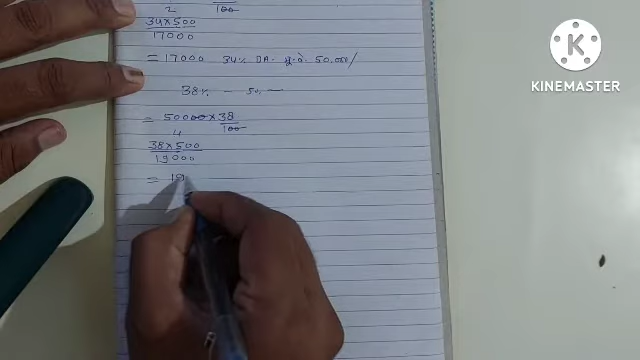 2 100
34 x 500
17000
= 17000 34% DA 50,000/
38% - 50
= 50000 x 38
4 100
38 x 500
19000
= 19
KINEMASTER